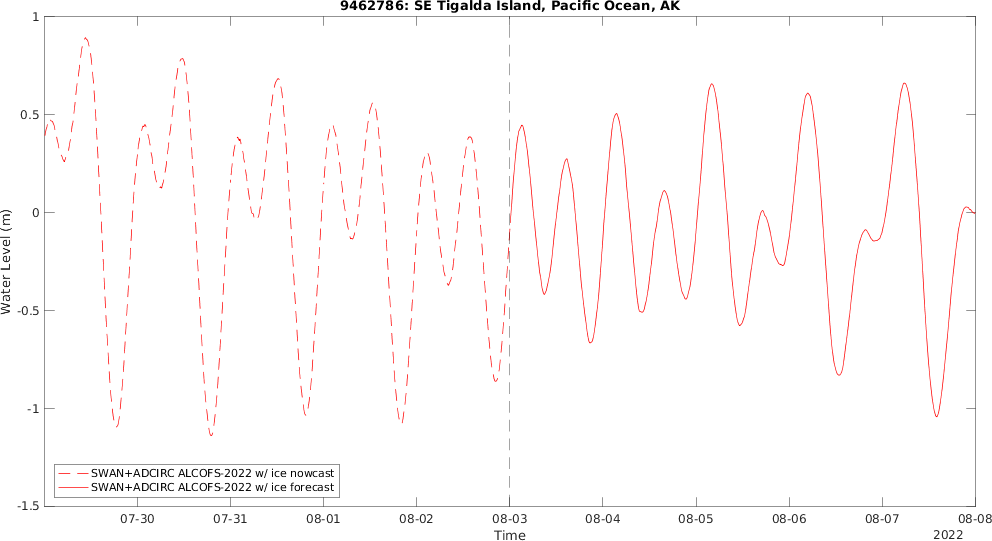 9462786: SE Tigalda Island, Pacific Ocean, AK
1
0.5
0
-0.5
-1
-1.5
Water Level (m)
SWAN+ADCIRC ALCOFS-2022 w/ ice nowcast
SWAN+ADCIRC ALCOFS-2022 w/ ice forecast
07-30 07-31 08-01 08-02 08-03 08-04 08-05 08-06 08-07 08-08
Time
2022